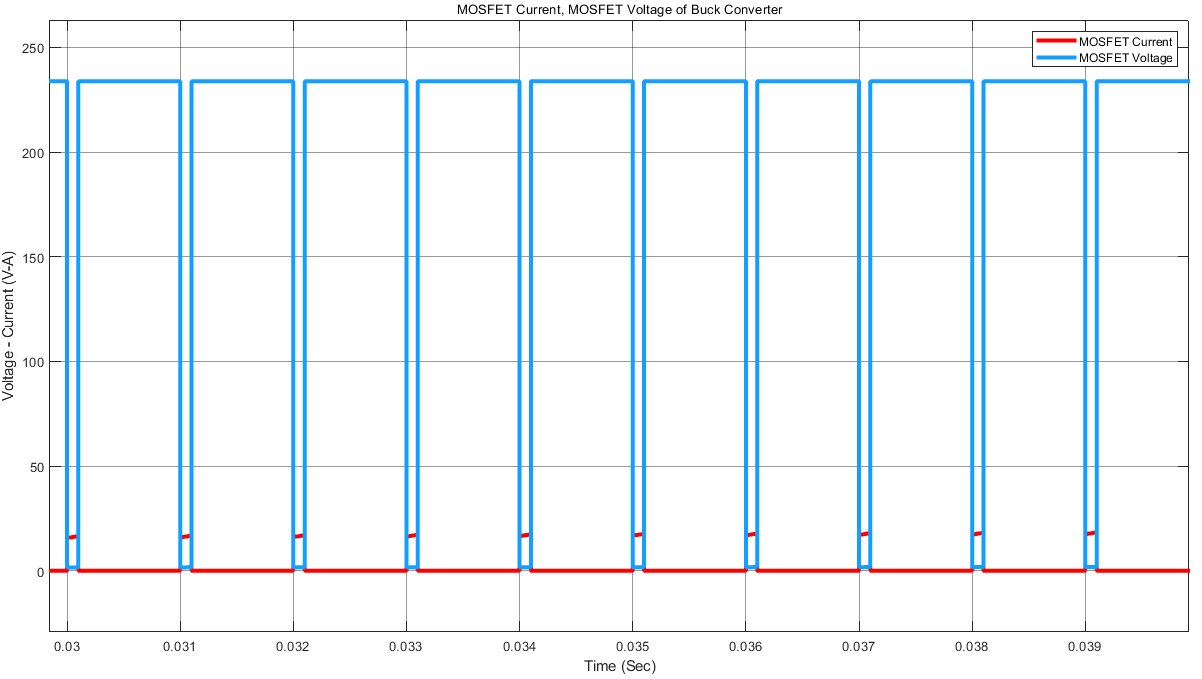 MOSFET Current, MOSFET Voltage of Buck Converter
MOSFET Current
MOSFET Voltage
Voltage - Current (V-A)
250
200
150
100
50
0
0.03 0.031 0.032 0.033 0.034 0.035 0.036 0.037 0.038 0.039
Time (Sec)